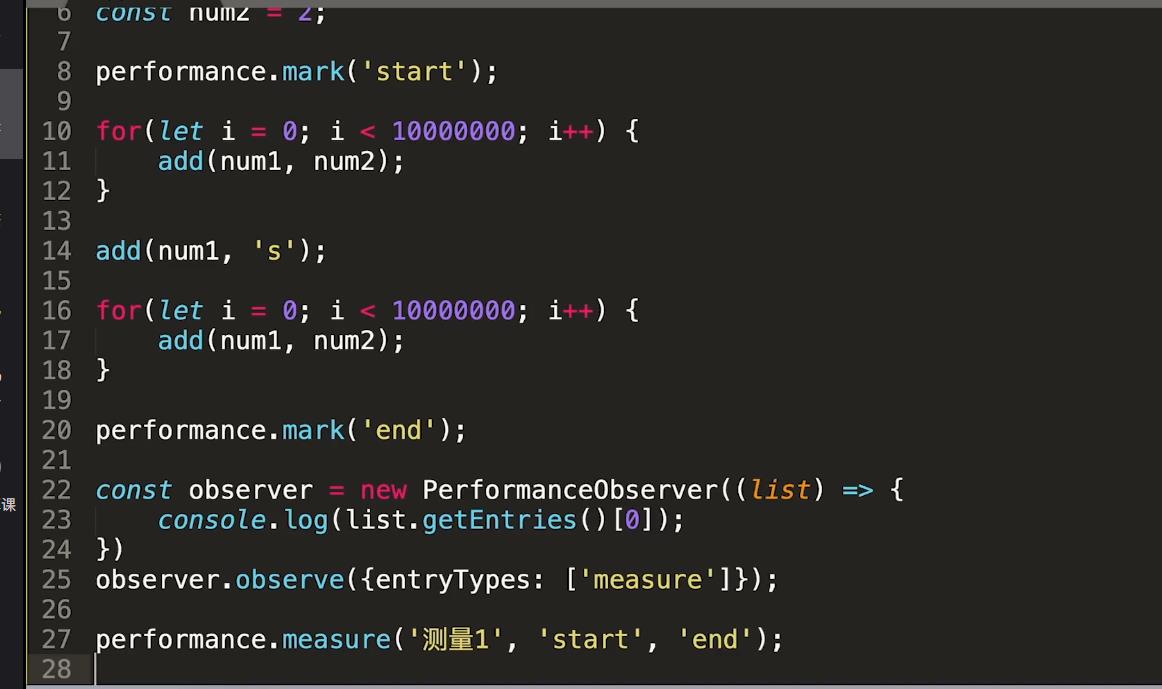 6 const num2 = 2;
7
8 performance.mark('start');
9
10 for(let i = 0; i < 10000000; i++) {
11     add(num1, num2);
12 }
13
14 add(num1, 's');
15
16 for(let i = 0; i < 10000000; i++) {
17     add(num1, num2);
18 }
19
20 performance.mark('end');
21
22 const observer = new PerformanceObserver((list) => {
23     console.log(list.getEntries()[0]);
24 })
25 observer.observe({entryTypes: ['measure']});
26
27 performance.measure('测量1', 'start', 'end');
28
课